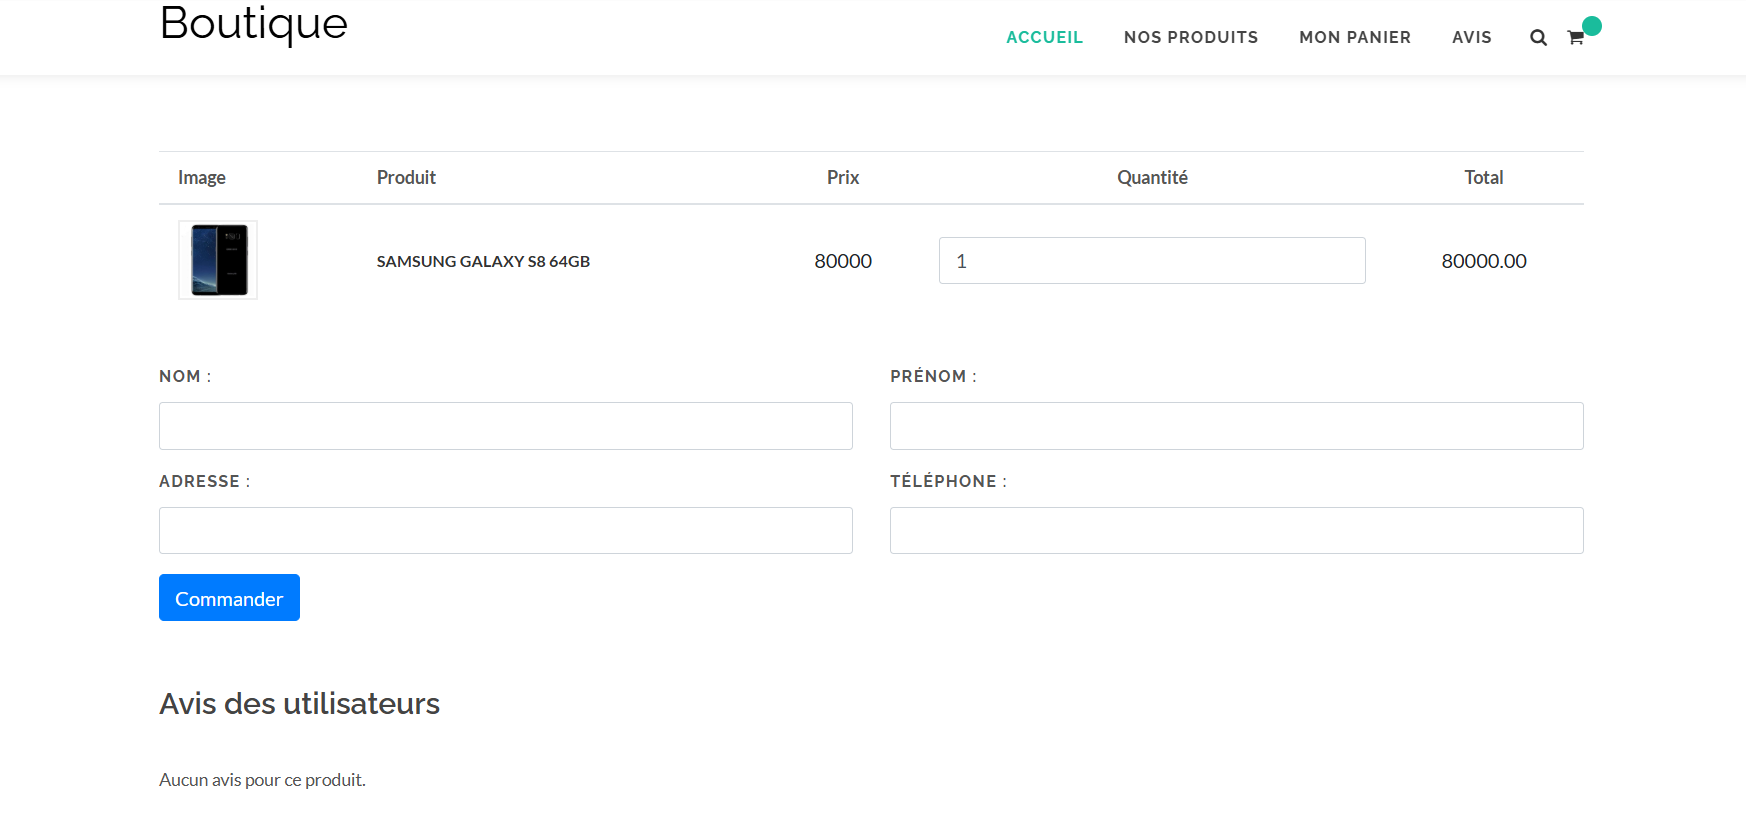 Boutique
ACCUEIL NOS PRODUITS MON PANIER AVIS
Image Produit Prix Quantité Total
SAMSUNG GALAXY S8 64GB 80000 1 80000.00
NOM : PRÉNOM :
ADRESSE : TÉLÉPHONE :
Commander
Avis des utilisateurs
Aucun avis pour ce produit.